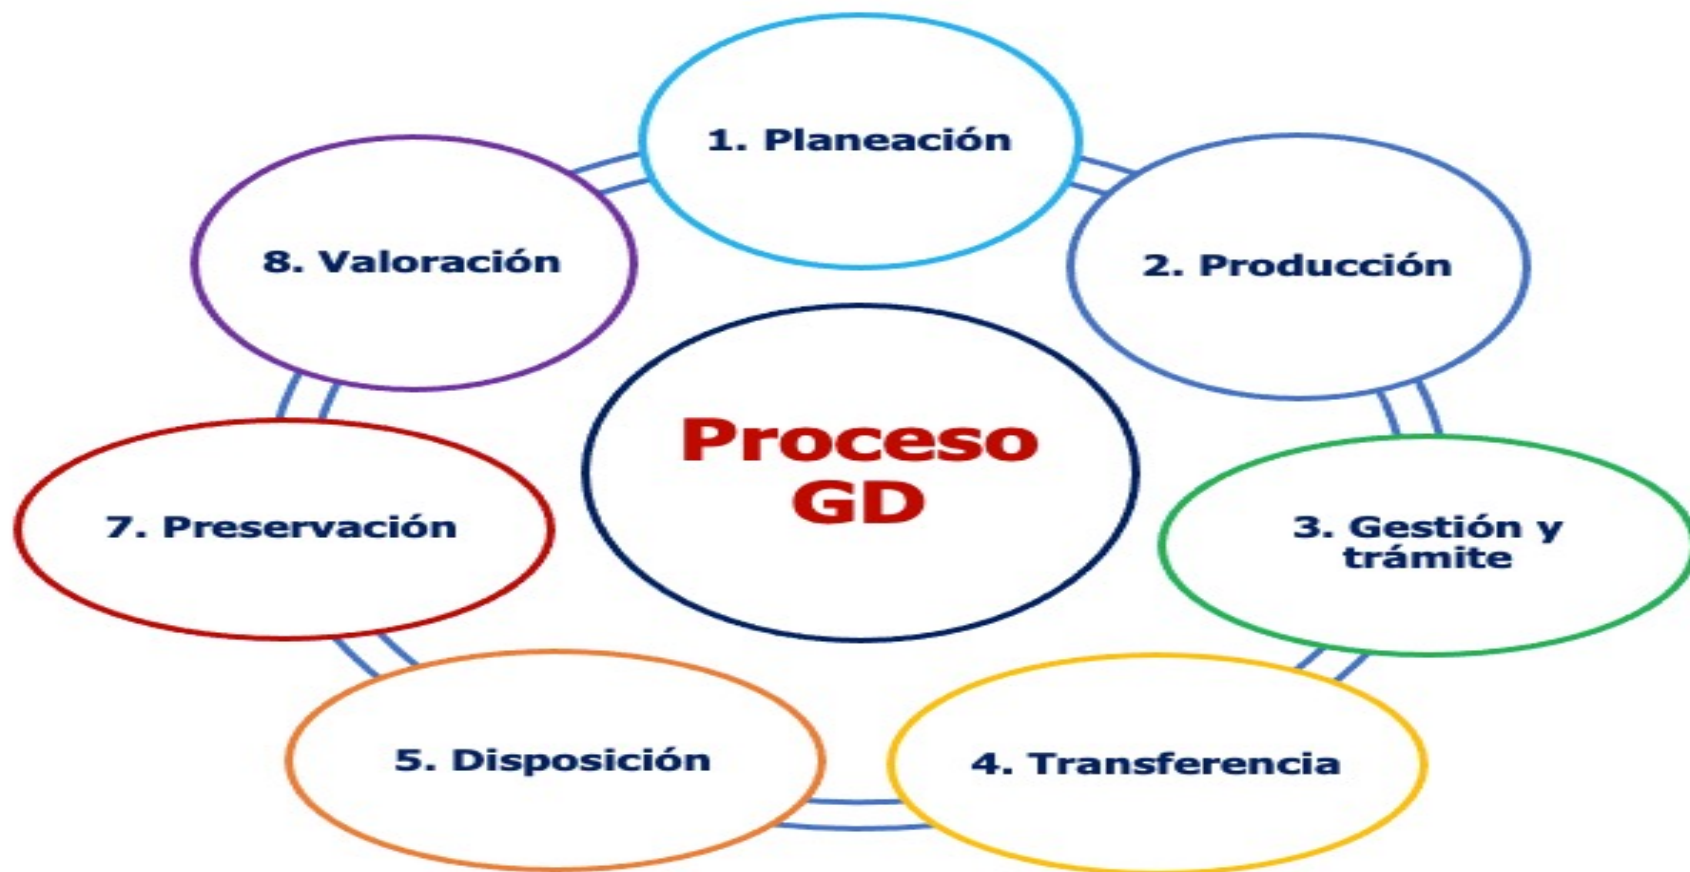 1. Planeación
2. Producción
3. Gestión y
trámite
4. Transferencia
5. Disposición
7. Preservación
8. Valoración
Proceso
GD